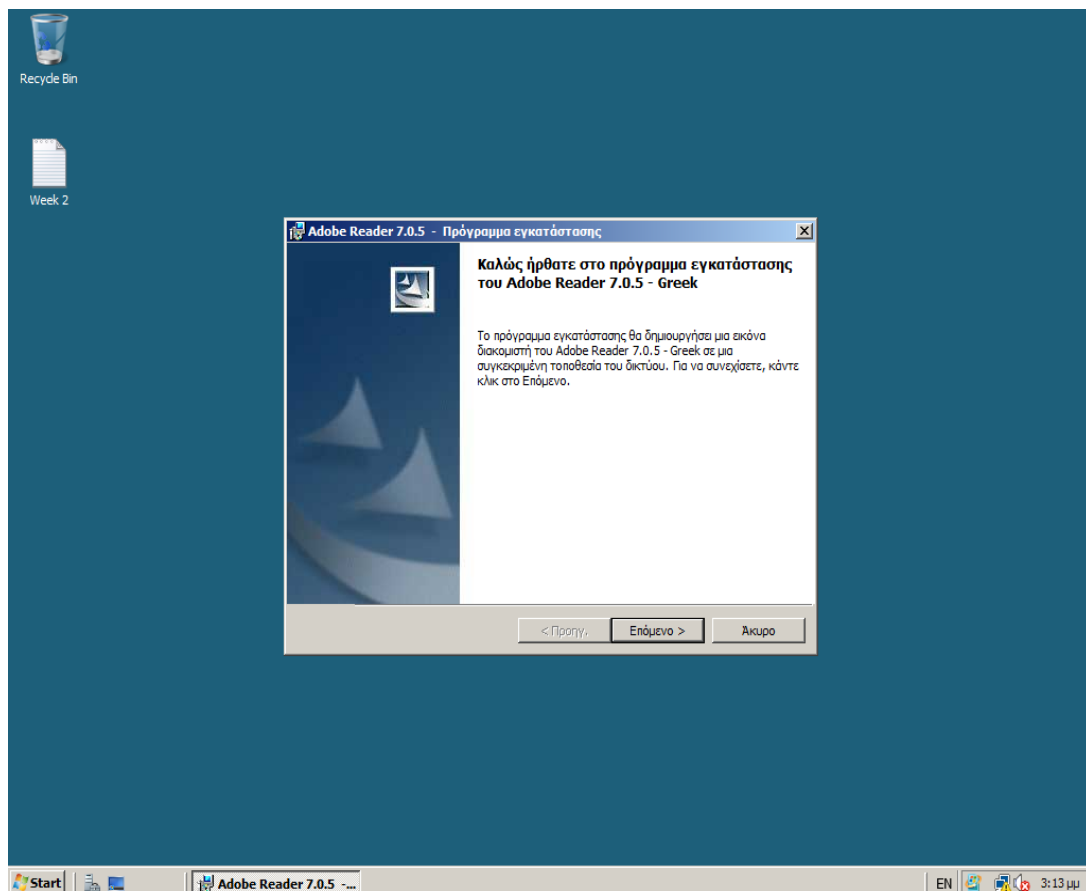 Recycle Bin
Week 2
Adobe Reader 7.0.5 - Πρόγραμμα εγκατάστασης
Καλώς ήρθατε στο πρόγραμμα εγκατάστασης
του Adobe Reader 7.0.5 - Greek
Το πρόγραμμα εγκατάστασης θα δημιουργήσει μια εικόνα
διακομιστή του Adobe Reader 7.0.5 - Greek σε μια
συγκεκριμένη τοποθεσία του δικτύου. Για να συνεχίσετε, κάντε
κλικ στο Επόμενο.
< Προηγ.
Επόμενο >
Άκυρο
Start
Adobe Reader 7.0.5 -...
EN
3:13 μμ